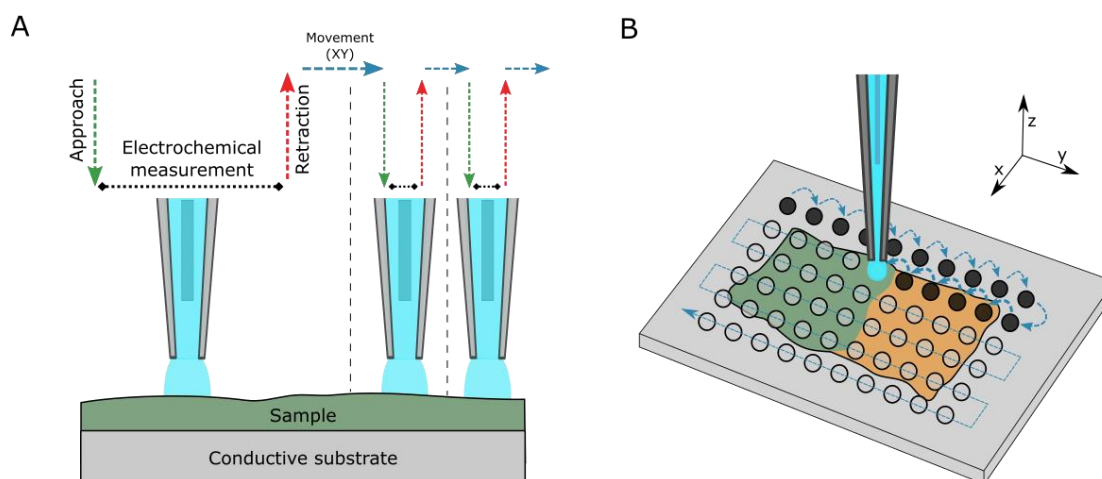 A
B
Movement
(XY)
Approach
Electrochemical
measurement
Retraction
Sample
Conductive substrate
z
y
x